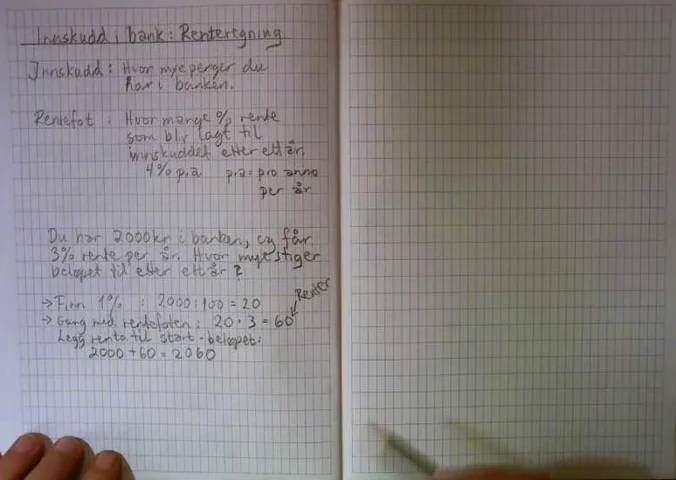 Innskudd i bank: Renteregning
Innskudd: Hvor mye penger du
har i banken.
Rentefot: Hvor mange % rente
som blir lagt til
innskuddet etter ett år.
4% p.a p.a = pro anno
per år
Du har 2000kr i banken, og får
3% rente per år. Hvor mye stiger
beløpet til etter ett år?
Renter
→ Finn 1% : 2000:100 = 20
→ Gang med rentefoten: 20 · 3 = 60
Legg renta til start-beløpet:
2000 + 60 = 2060